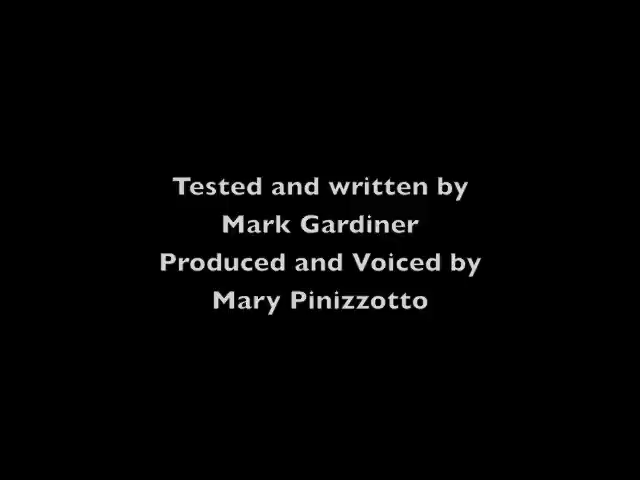 Tested and written by
Mark Gardiner
Produced and Voiced by
Mary Pinizzotto